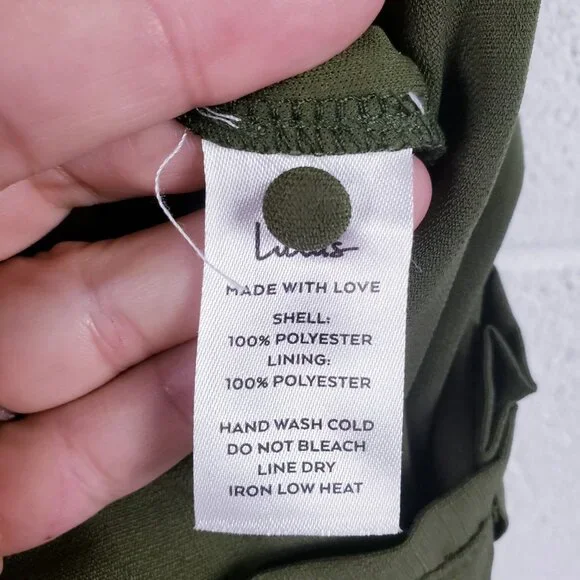 Lulus
MADE WITH LOVE
SHELL:
100% POLYESTER
LINING:
100% POLYESTER
HAND WASH COLD
DO NOT BLEACH
LINE DRY
IRON LOW HEAT